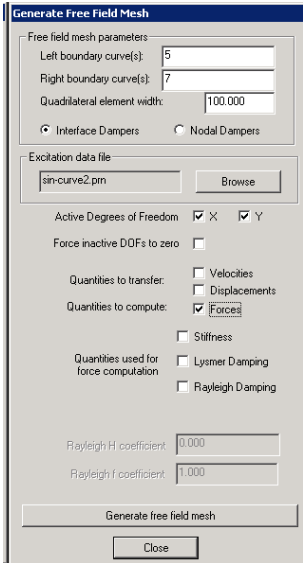 Generate Free Field Mesh
Free field mesh parameters
Left boundary curve(s): 5
Right boundary curve(s): 7
Quadrilateral element width: 100.000
Interface Dampers Nodal Dampers
Excitation data file
sin-curve2.prn Browse
Active Degrees of Freedom X Y
Force inactive DOFs to zero
Quantities to transfer: Velocities
Displacements
Quantities to compute: Forces
Stiffness
Quantities used for
force computation
Lysmer Damping
Rayleigh Damping
Rayleigh H coefficient 0.000
Rayleigh f coefficient 1.000
Generate free field mesh
Close